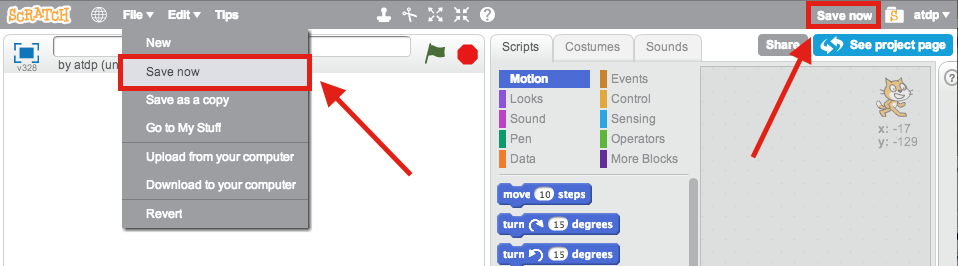 SCRATCH File Edit Tips Save now atdp
v328
by atdp (un
New
Save now
Save as a copy
Go to My Stuff
Upload from your computer
Download to your computer
Revert
Scripts Costumes Sounds Share See project page
Motion Events
Looks Control
Sound Sensing
Pen Operators
Data More Blocks
x: -17
y: -129
move 10 steps
turn 15 degrees
turn 15 degrees